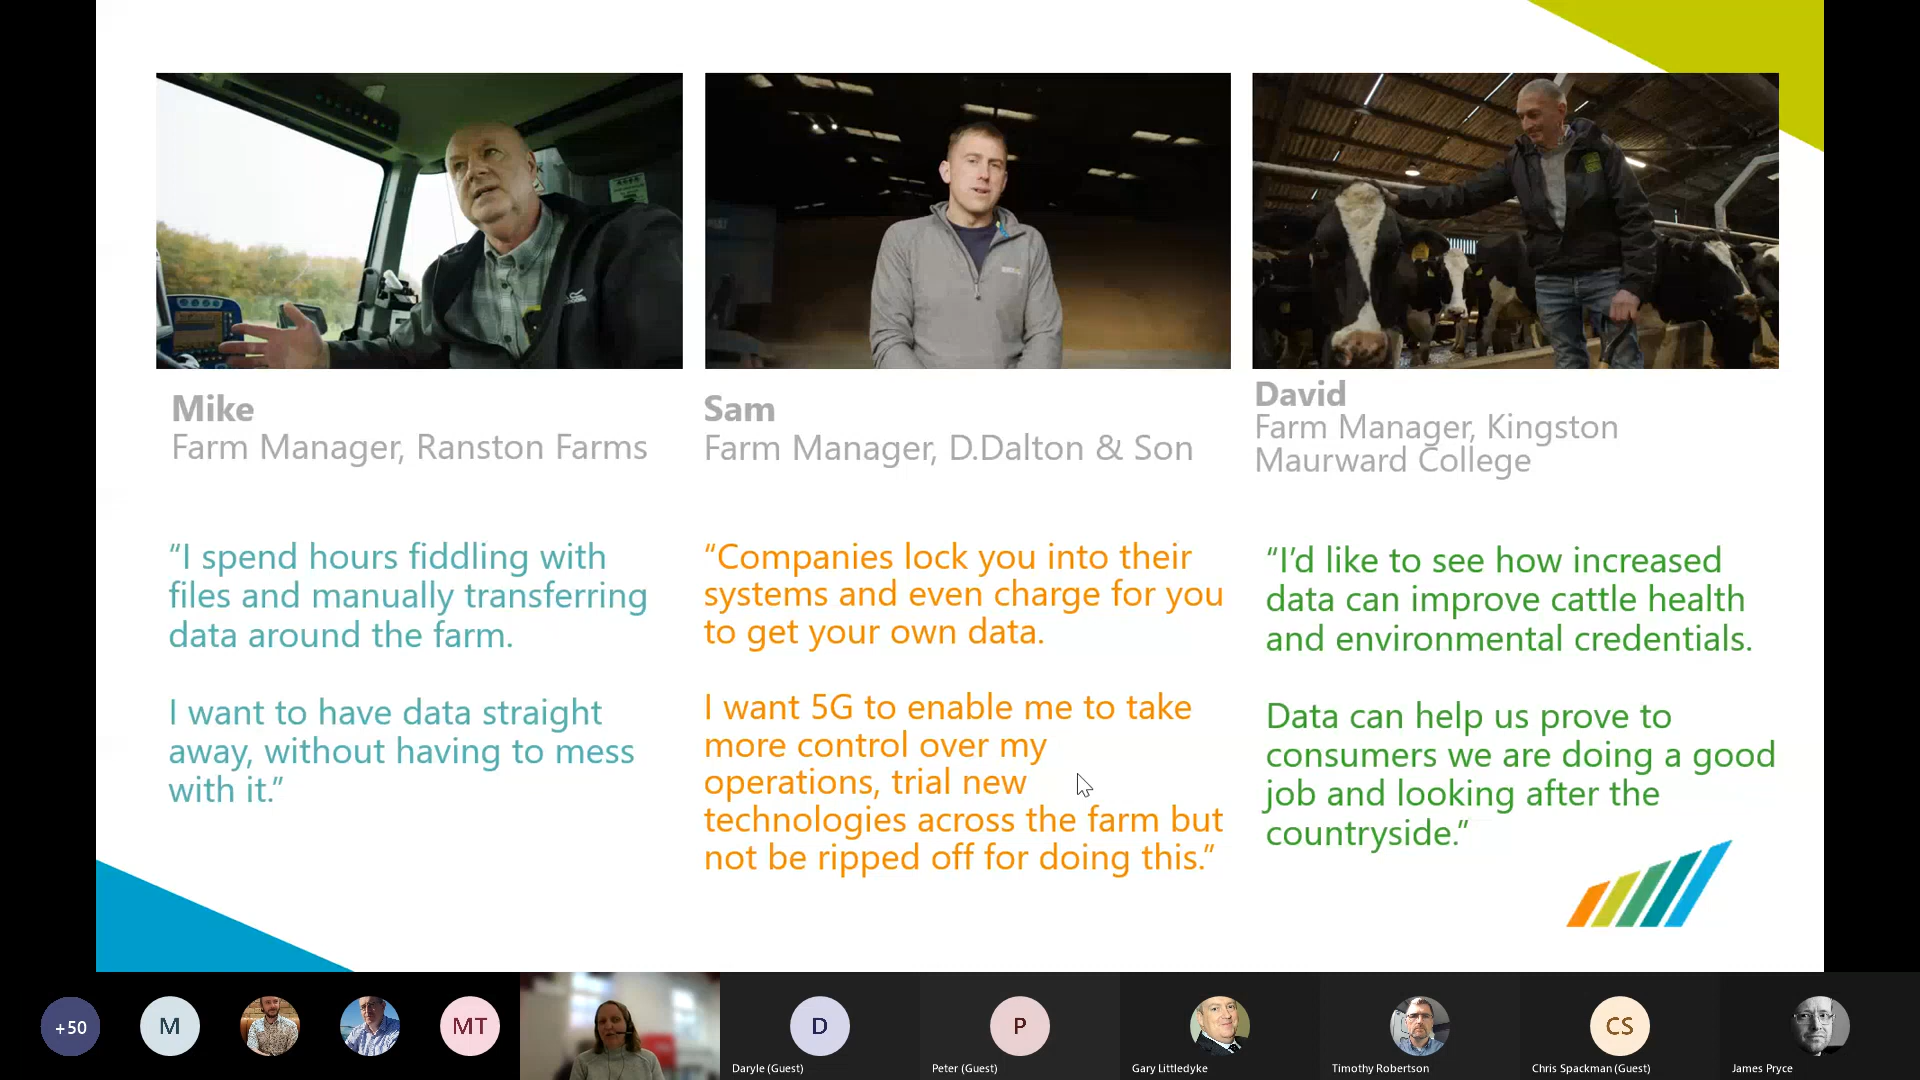 Mike
Farm Manager, Ranston Farms
“I spend hours fiddling with
files and manually transferring
data around the farm.
I want to have data straight
away, without having to mess
with it.”
Sam
Farm Manager, D.Dalton & Son
“Companies lock you into their
systems and even charge for you
to get your own data.
I want 5G to enable me to take
more control over my
operations, trial new
technologies across the farm but
not be ripped off for doing this.”
David
Farm Manager, Kingston
Maurward College
“I’d like to see how increased
data can improve cattle health
and environmental credentials.
Data can help us prove to
consumers we are doing a good
job and looking after the
countryside.”
+50
M
MT
D
Daryle (Guest)
P
Peter (Guest)
Gary Littledyke
Timothy Robertson
CS
Chris Spackman (Guest)
James Pryce